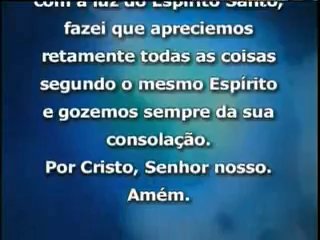 com a luz do Espírito Santo,
fazei que apreciemos
retamente todas as coisas
segundo o mesmo Espírito
e gozemos sempre da sua
consolação.
Por Cristo, Senhor nosso.
Amém.